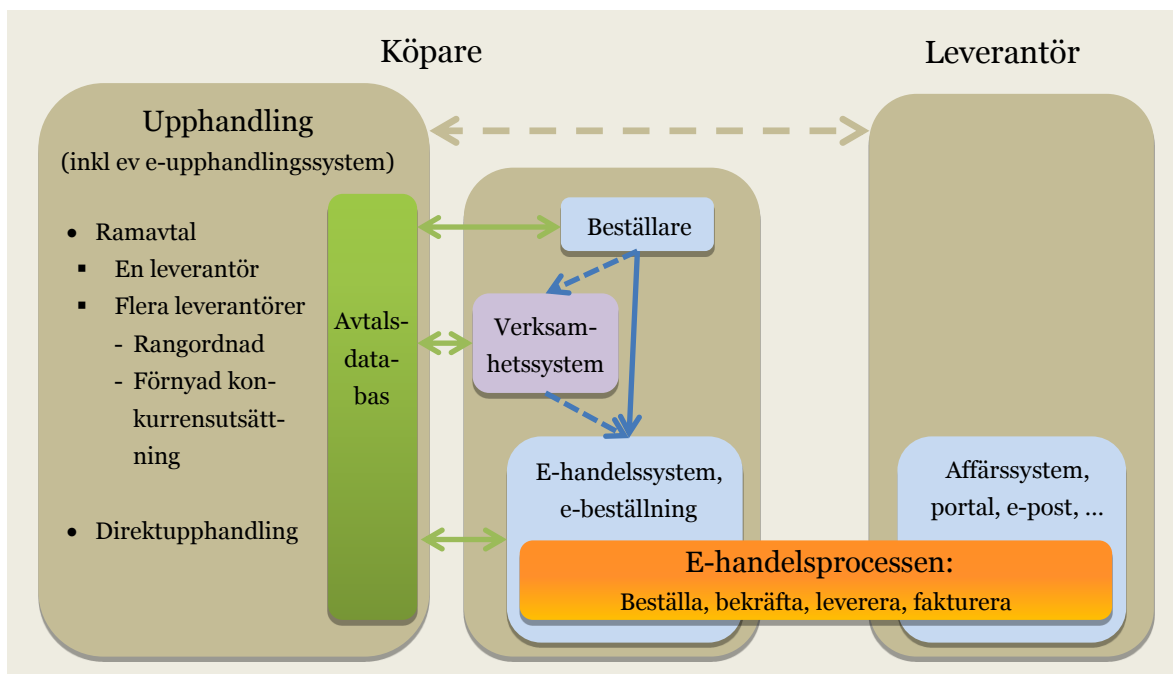 Köpare
Leverantör
Upphandling
(inkl ev e-upphandlingssystem)
• Ramavtal
▪ En leverantör
▪ Flera leverantörer
- Rangordnad
- Förnyad kon-
kurrensutsätt-
ning
• Direktupphandling
Avtals-
data-
bas
Beställare
Verksam-
hetssystem
E-handelssystem,
e-beställning
Affärssystem,
portal, e-post, ...
E-handelsprocessen:
Beställa, bekräfta, leverera, fakturera